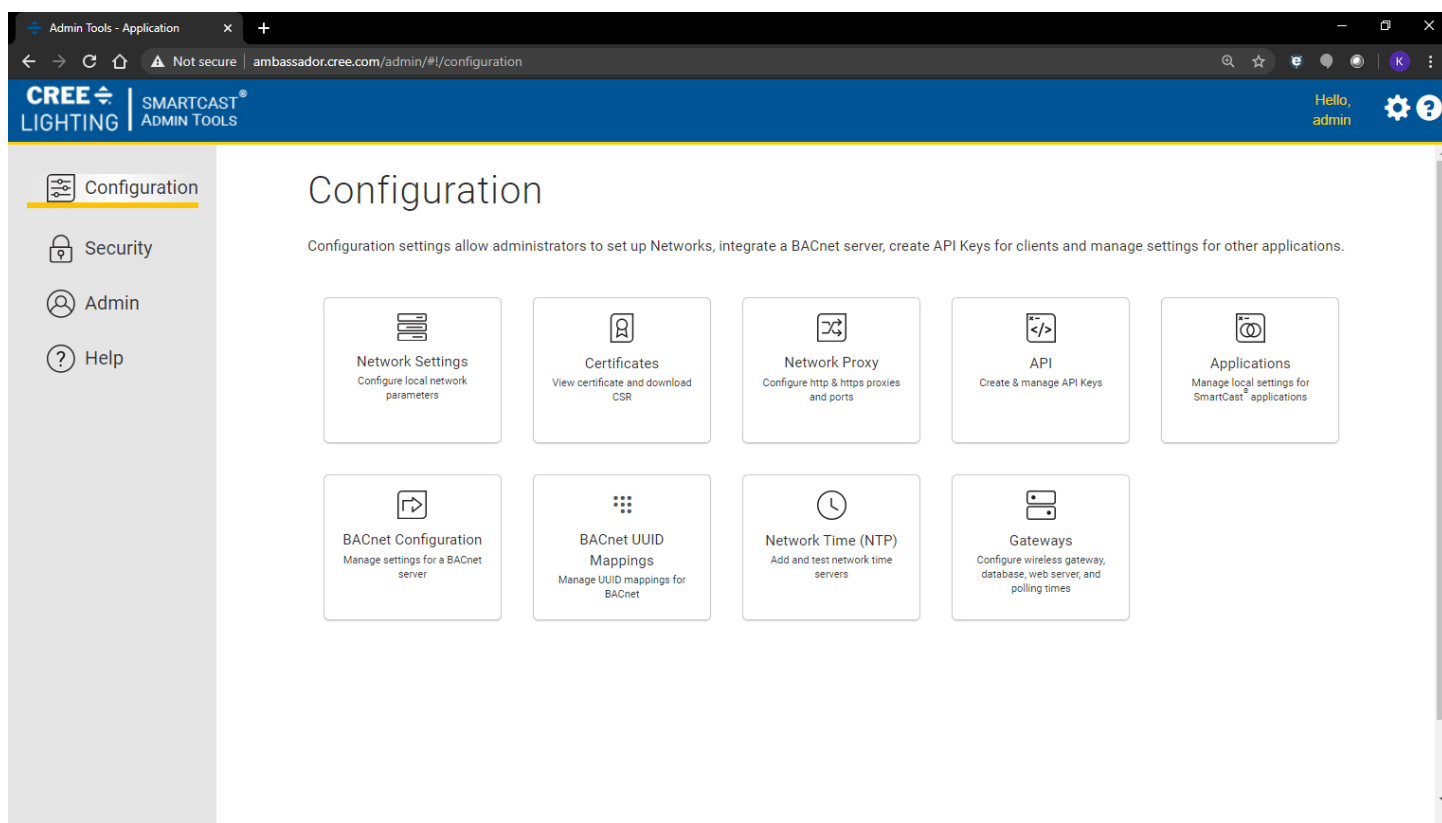 Admin Tools - Application
Not secure | ambassador.cree.com/admin/#!/configuration
K
CREE
LIGHTING
SMARTCAST®
ADMIN TOOLS
Hello,
admin
Configuration
Security
Admin
Help
Configuration
Configuration settings allow administrators to set up Networks, integrate a BACnet server, create API Keys for clients and manage settings for other applications.
Network Settings
Configure local network
parameters
Certificates
View certificate and download
CSR
Network Proxy
Configure http & https proxies
and ports
API
Create & manage API Keys
Applications
Manage local settings for
SmartCast® applications
BACnet Configuration
Manage settings for a BACnet
server
BACnet UUID
Mappings
Manage UUID mappings for
BACnet
Network Time (NTP)
Add and test network time
servers
Gateways
Configure wireless gateway,
database, web server, and
polling times